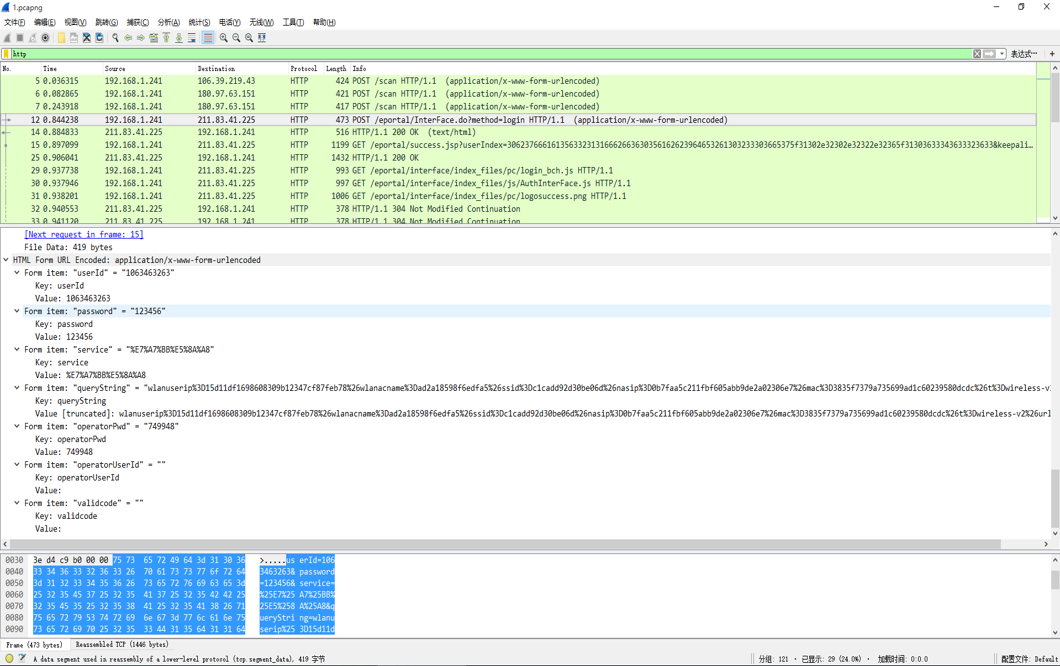 1.pcapng
文件(F) 编辑(E) 视图(V) 跳转(G) 捕获(C) 分析(A) 统计(S) 电话(Y) 无线(W) 工具(T) 帮助(H)
http 表达式…
No. Time Source Destination Protocol Length Info
5 0.036315 192.168.1.241 106.39.219.43 HTTP 424 POST /scan HTTP/1.1 (application/x-www-form-urlencoded)
6 0.082865 192.168.1.241 180.97.63.151 HTTP 421 POST /scan HTTP/1.1 (application/x-www-form-urlencoded)
7 0.243918 192.168.1.241 180.97.63.151 HTTP 417 POST /scan HTTP/1.1 (application/x-www-form-urlencoded)
12 0.844238 192.168.1.241 211.83.41.225 HTTP 473 POST /eportal/InterFace.do?method=login HTTP/1.1 (application/x-www-form-urlencoded)
14 0.884833 211.83.41.225 192.168.1.241 HTTP 516 HTTP/1.1 200 OK (text/html)
15 0.897099 192.168.1.241 211.83.41.225 HTTP 1199 GET /eportal/success.jsp?userIndex=
25 0.906041 211.83.41.225 192.168.1.241 HTTP 1432 HTTP/1.1 200 OK
29 0.937738 192.168.1.241 211.83.41.225 HTTP 993 GET /eportal/interface/index_files/pc/login_bch.js HTTP/1.1
30 0.937946 192.168.1.241 211.83.41.225 HTTP 997 GET /eportal/interface/index_files/js/AuthInterFace.js HTTP/1.1
31 0.938201 192.168.1.241 211.83.41.225 HTTP 1006 GET /eportal/interface/index_files/pc/logosuccess.png HTTP/1.1
32 0.940553 211.83.41.225 192.168.1.241 HTTP 378 HTTP/1.1 304 Not Modified Continuation
33 0.941120 211.83.41.225 192.168.1.241 HTTP 378 HTTP/1.1 304 Not Modified Continuation
[Next request in frame: 15]
File Data: 419 bytes
HTML Form URL Encoded: application/x-www-form-urlencoded
Form item: "userId" = "1063463263"
Key: userId
Value: 1063463263
Form item: "password" = "123456"
Key: password
Value: 123456
Form item: "service" = "%E7%A7%BB%E5%8A%A8"
Key: service
Value: %E7%A7%BB%E5%8A%A8
Form item: "queryString" = "wlanuserip%3D15d11df1698608309b12347cf87feb78%26wlanacname%3Dad2a18598f6edfa5%26ssid%3Dc1cadd92d30be06d%26nasip%3D0b7faa5c211fbf605abb9de2a02306e7%26mac%3D3835f7379a735699ad1c60239580dcdc%26t%3Dwireless-v
Key: queryString
Value [truncated]: wlanuserip%3D15d11df1698608309b12347cf87feb78%26wlanacname%3Dad2a18598f6edfa5%26ssid%3Dc1cadd92d30be06d%26nasip%3D0b7faa5c211fbf605abb9de2a02306e7%26mac%3D3835f7379a735699ad1c60239580dcdc%26t%3Dwireless-v2%26url
Form item: "operatorPwd" = "749948"
Key: operatorPwd
Value: 749948
Form item: "operatorUserId" = ""
Key: operatorUserId
Value:
Form item: "validcode" = ""
Key: validcode
Value:
0030 3e d4 c9 b0 00 00 75 73 65 72 49 64 3d 31 30 36 >.....us erId=106
0040 33 34 36 33 32 36 33 26 70 61 73 73 77 6f 72 64 3463263& password
0050 3d 31 32 33 34 35 36 26 73 65 72 76 69 63 65 3d =123456& service=
0060 25 32 35 45 37 25 32 35 41 37 25 32 35 42 42 25 %25E7%25 A7%25BB%
0070 32 35 45 35 25 32 35 38 41 25 32 35 41 38 26 71 25E5%258 A%25A8&q
0080 75 65 72 79 53 74 72 69 6e 67 3d 77 6c 61 6e 75 ueryStri ng=wlanu
0090 73 65 72 69 70 25 32 35 33 44 31 35 64 31 31 64 serip%25 3D15d11d
Frame (473 bytes) Reassembled TCP (1446 bytes)
A data segment used in reassembly of a lower-level protocol (tcp.segment_data), 419 字节 分组: 121 · 已显示: 29 (24.0%) · 加载时间: 0:0.0 配置文件: Default